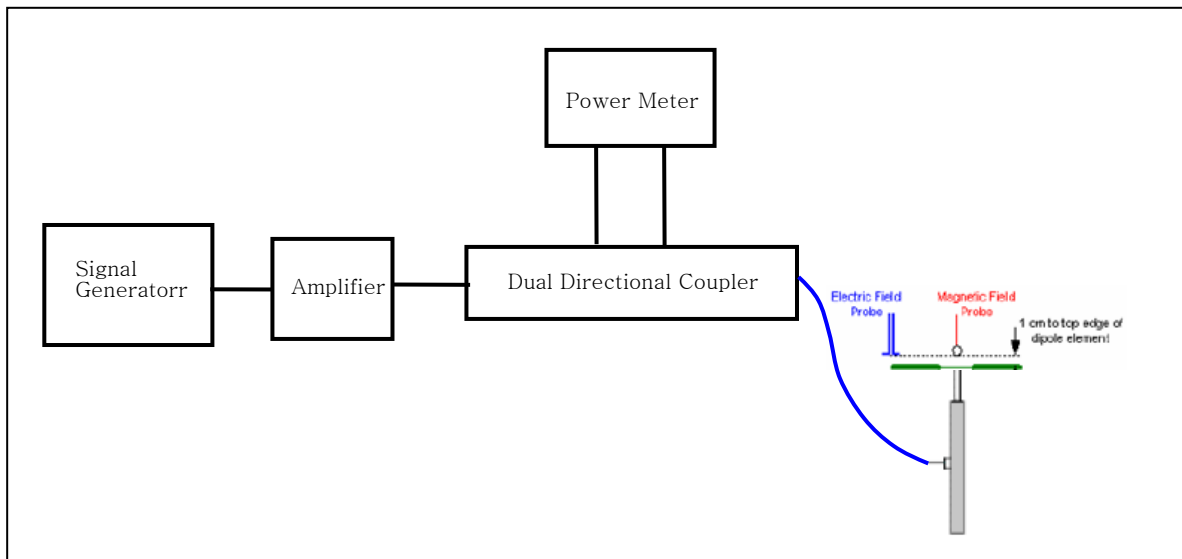 Power Meter
Signal
Generatorr
Amplifier
Dual Directional Coupler
Electric Field
Probe
Magnetic Field
Probe
1 cm to top edge of
dipole element